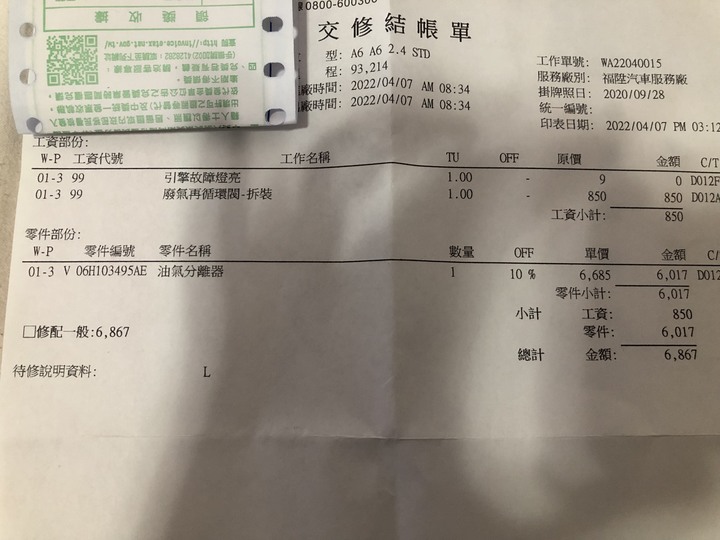 0800-600300
交修結帳單
型: A6 A6 2.4 STD
程: 93,214
廠時間: 2022/04/07 AM 08:34
廠時間: 2022/04/07 AM 08:34
工作單號: WA22040015
服務廠別: 福陞汽車服務廠
掛牌照日: 2020/09/28
統一編號:
印表日期: 2022/04/07 PM 03:12
領獎收據
工資部份:
W-P 工資代號 工作名稱 TU OFF 原價 金額 C/T
01-3 99 引擎故障燈亮 1.00 - 9 0 D012F
01-3 99 廢氣再循環閥-拆裝 1.00 - 850 850 D012A
工資小計: 850
零件部份:
W-P 零件編號 零件名稱 數量 OFF 單價 金額 C/
01-3 V 06H103495AE 油氣分離器 1 10 % 6,685 6,017 D012
零件小計: 6,017
小計 工資: 850
零件: 6,017
□修配一般:6,867
總計 金額: 6,867
待修說明資料: L